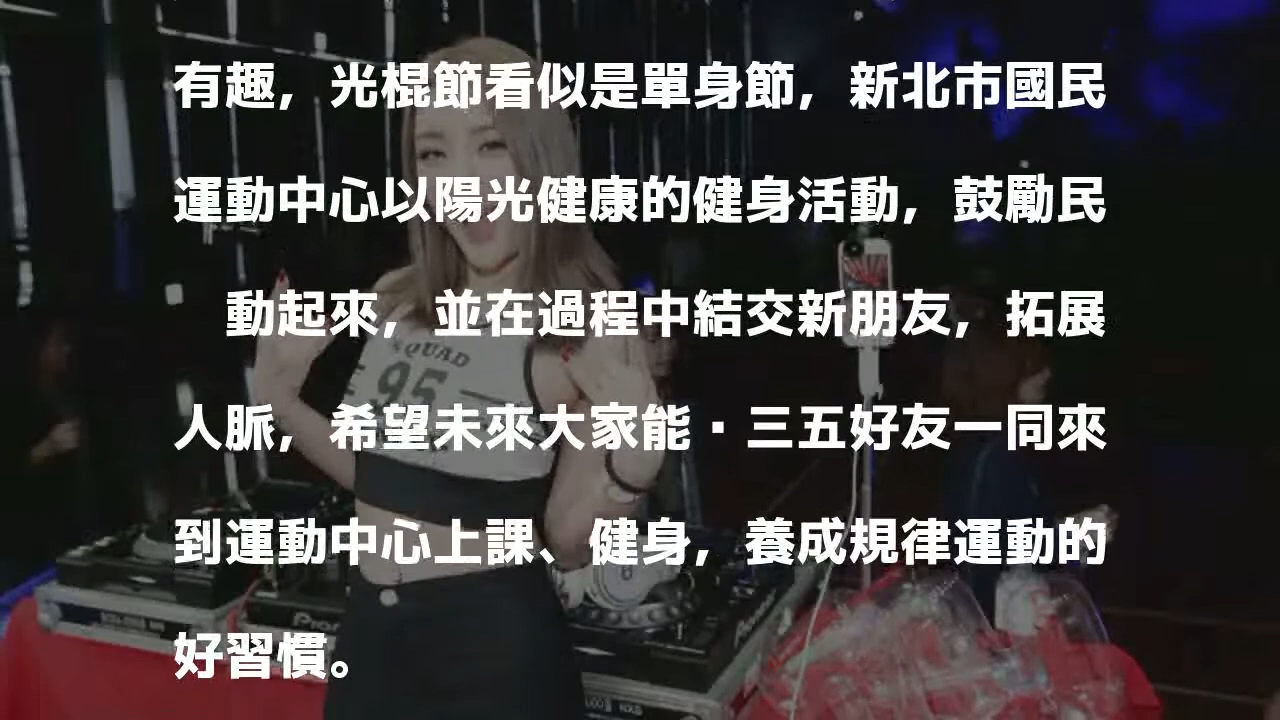 有趣，光棍節看似是單身節，新北市國民
運動中心以陽光健康的健身活動，鼓勵民
動起來，並在過程中結交新朋友，拓展
人脈，希望未來大家能·三五好友一同來
到運動中心上課、健身，養成規律運動的
好習慣。
SQUAD
95
Pioneer